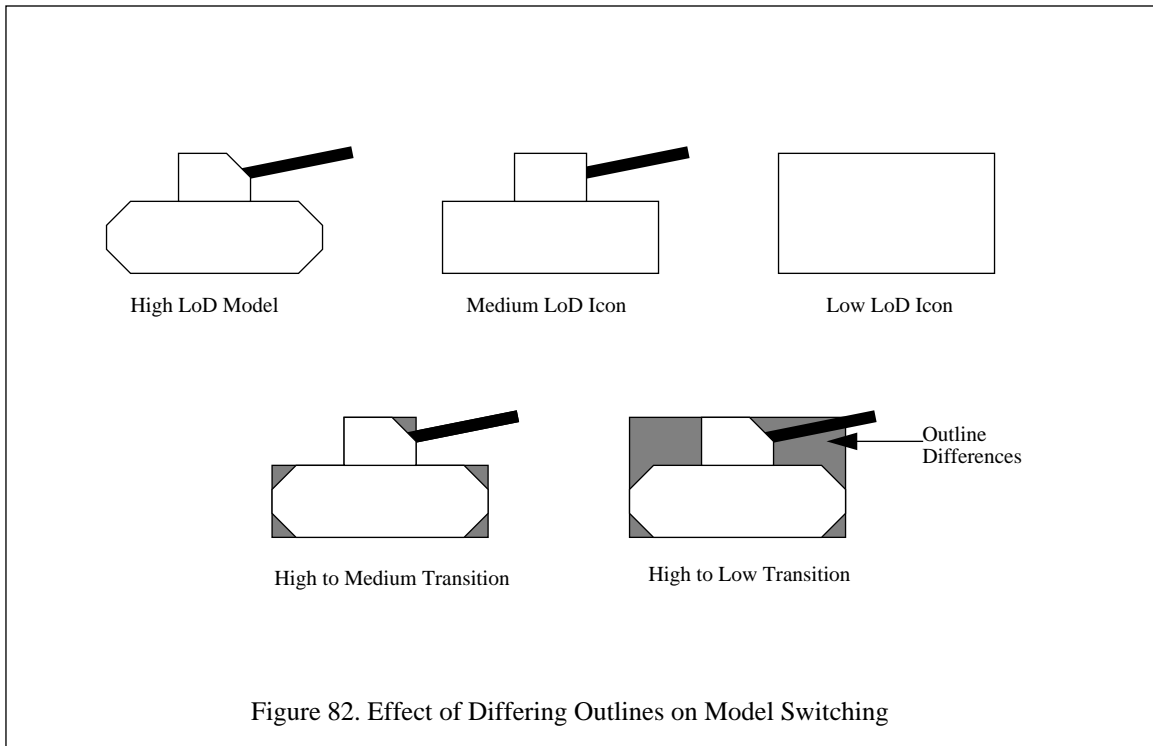 High LoD Model
Medium LoD Icon
Low LoD Icon
Outline
Differences
High to Medium Transition
High to Low Transition
Figure 82. Effect of Differing Outlines on Model Switching